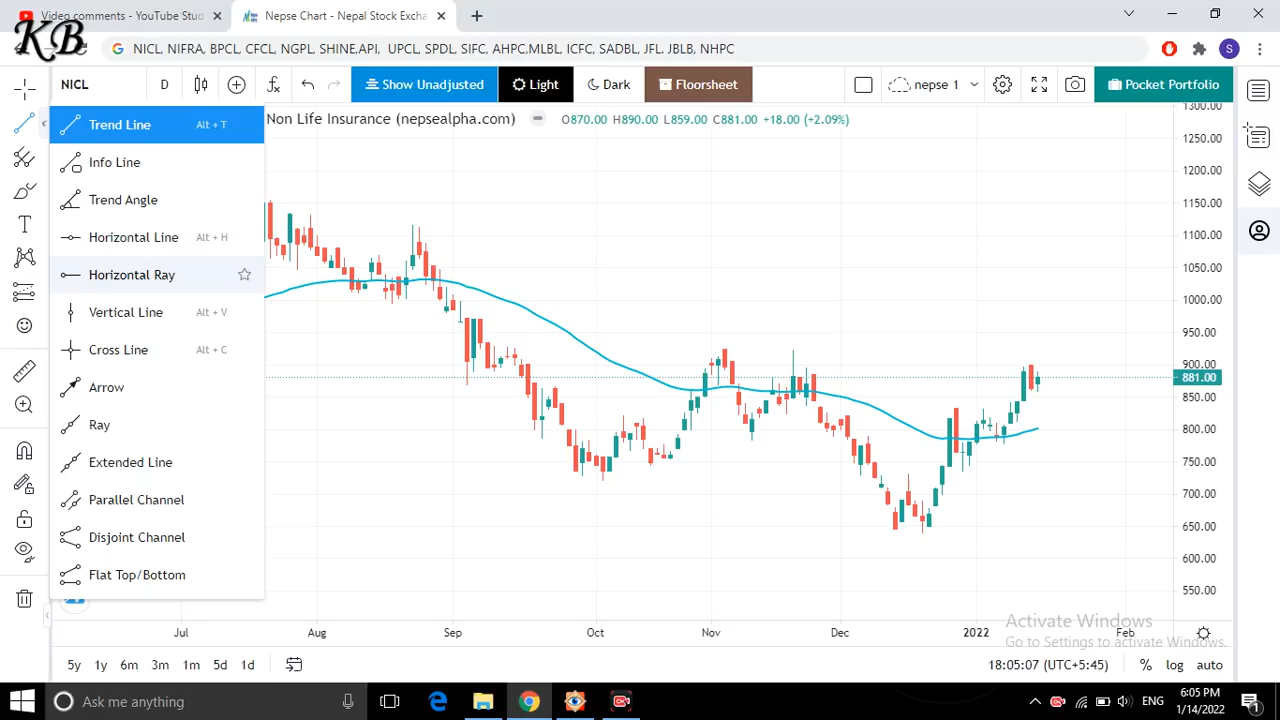 Video comments - YouTube Stud
Nepse Chart - Nepal Stock Excha
KB
NICL, NIFRA, BPCL, CFCL, NGPL, SHINE,API, UPCL, SPDL, SIFC, AHPC,MLBL, ICFC, SADBL, JFL, JBLB, NHPC
S
NICL
D
Show Unadjusted
Light
Dark
Floorsheet
nepse 1
Pocket Portfolio
Non Life Insurance (nepsealpha.com)
O870.00 H890.00 L859.00 C881.00 +18.00 (+2.09%)
Trend Line Alt + T
Info Line
Trend Angle
Horizontal Line Alt + H
Horizontal Ray
Vertical Line Alt + V
Cross Line Alt + C
Arrow
Ray
Extended Line
Parallel Channel
Disjoint Channel
Flat Top/Bottom
1300.00
1250.00
1200.00
1150.00
1100.00
1050.00
1000.00
950.00
900.00
881.00
850.00
800.00
750.00
700.00
650.00
600.00
550.00
Jul Aug Sep Oct Nov Dec 2022 Feb
Activate Windows
Go to Settings to activate Windows.
5y 1y 6m 3m 1m 5d 1d
18:05:07 (UTC+5:45) % log auto
Ask me anything
ENG
6:05 PM
1/14/2022
1